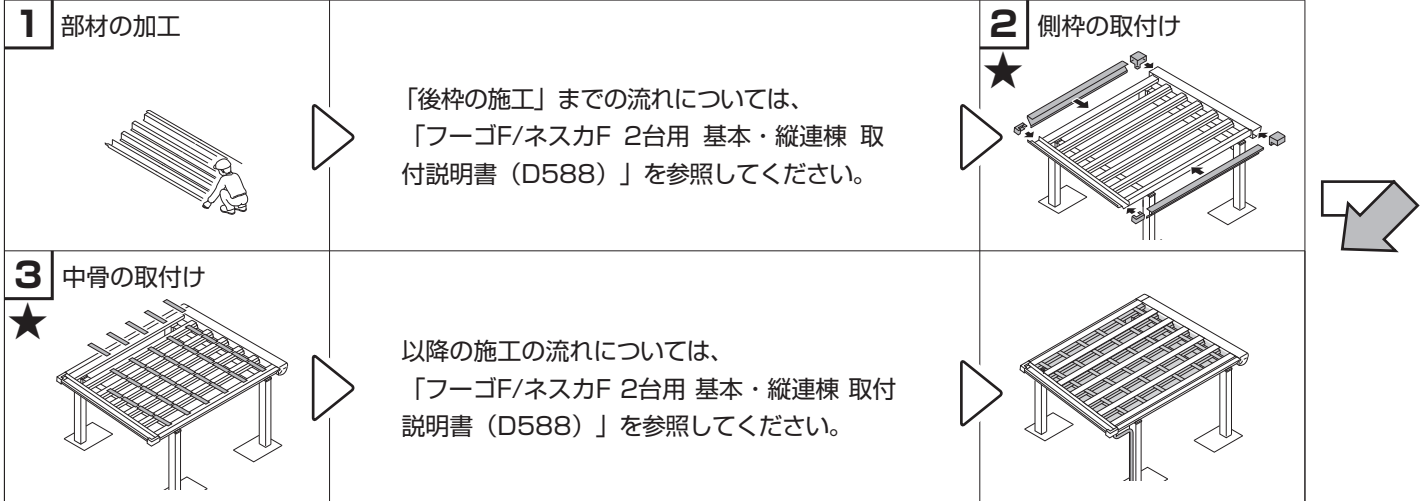 1 部材の加工
「後枠の施工」までの流れについては、
「フーゴF/ネスカF 2台用 基本・縦連棟 取
付説明書（D588）」を参照してください。
2 側枠の取付け
★
3 中骨の取付け
★
以降の施工の流れについては、
「フーゴF/ネスカF 2台用 基本・縦連棟 取付
説明書（D588）」を参照してください。